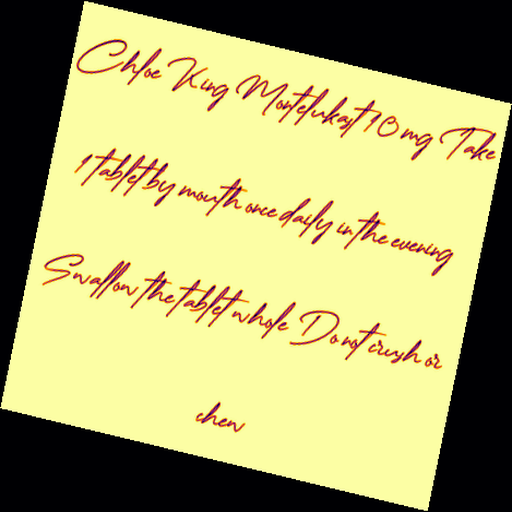 Chloe King Montelukast 10 mg Take
1 tablet by mouth once daily in the evening
Swallow the tablet whole Do not crush or
chew